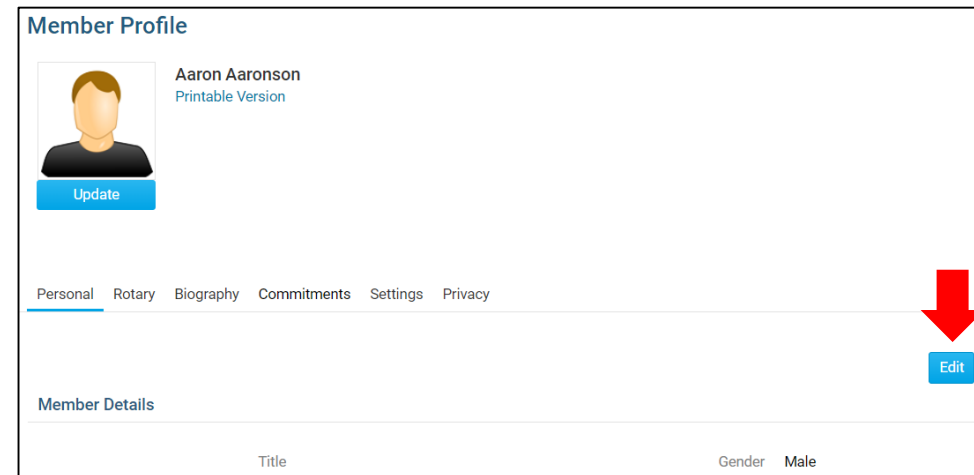 Member Profile
Aaron Aaronson
Printable Version
Update
Personal Rotary Biography Commitments Settings Privacy
Edit
Member Details
Title Gender Male